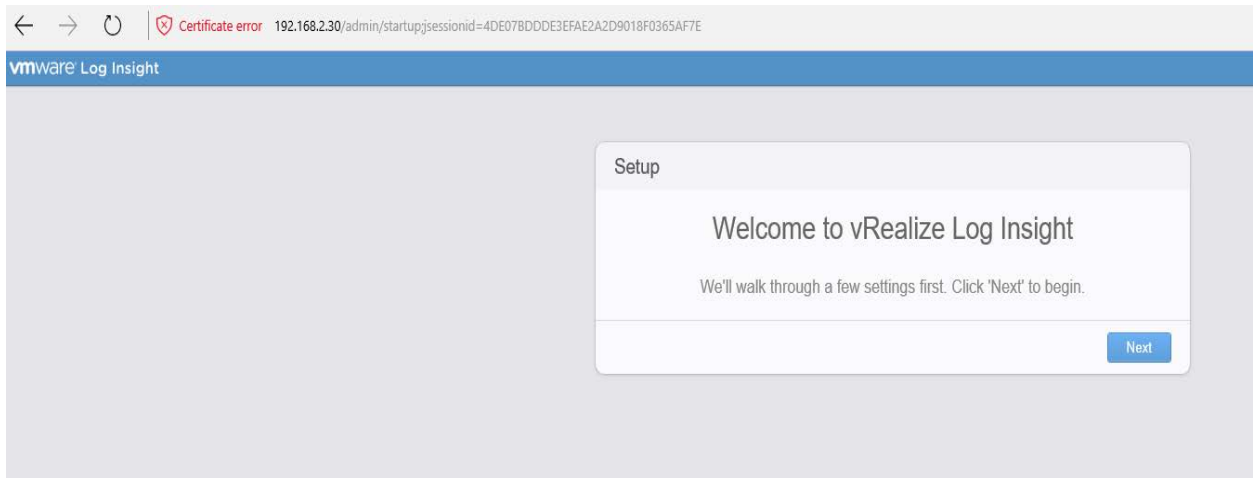 Certificate error 192.168.2.30/admin/startup;jsessionid=4DE07BDDDE3EFAE2A2D9018F0365AF7E
vmware Log Insight
Setup
Welcome to vRealize Log Insight
We'll walk through a few settings first. Click 'Next' to begin.
Next